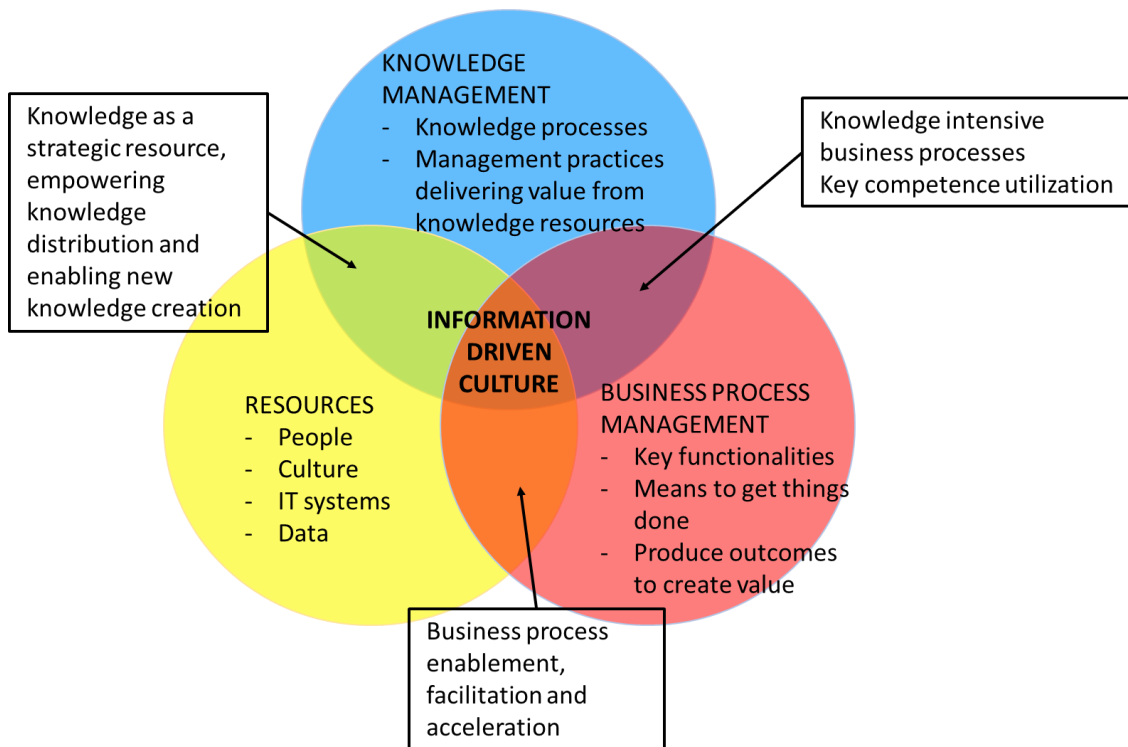 KNOWLEDGE
MANAGEMENT
- Knowledge processes
- Management practices
delivering value from
knowledge resources
Knowledge as a
strategic resource,
empowering
knowledge
distribution and
enabling new
knowledge creation
Knowledge intensive
business processes
Key competence utilization
INFORMATION
DRIVEN
CULTURE
RESOURCES
- People
- Culture
- IT systems
- Data
BUSINESS PROCESS
MANAGEMENT
- Key functionalities
- Means to get things
done
- Produce outcomes
to create value
Business process
enablement,
facilitation and
acceleration